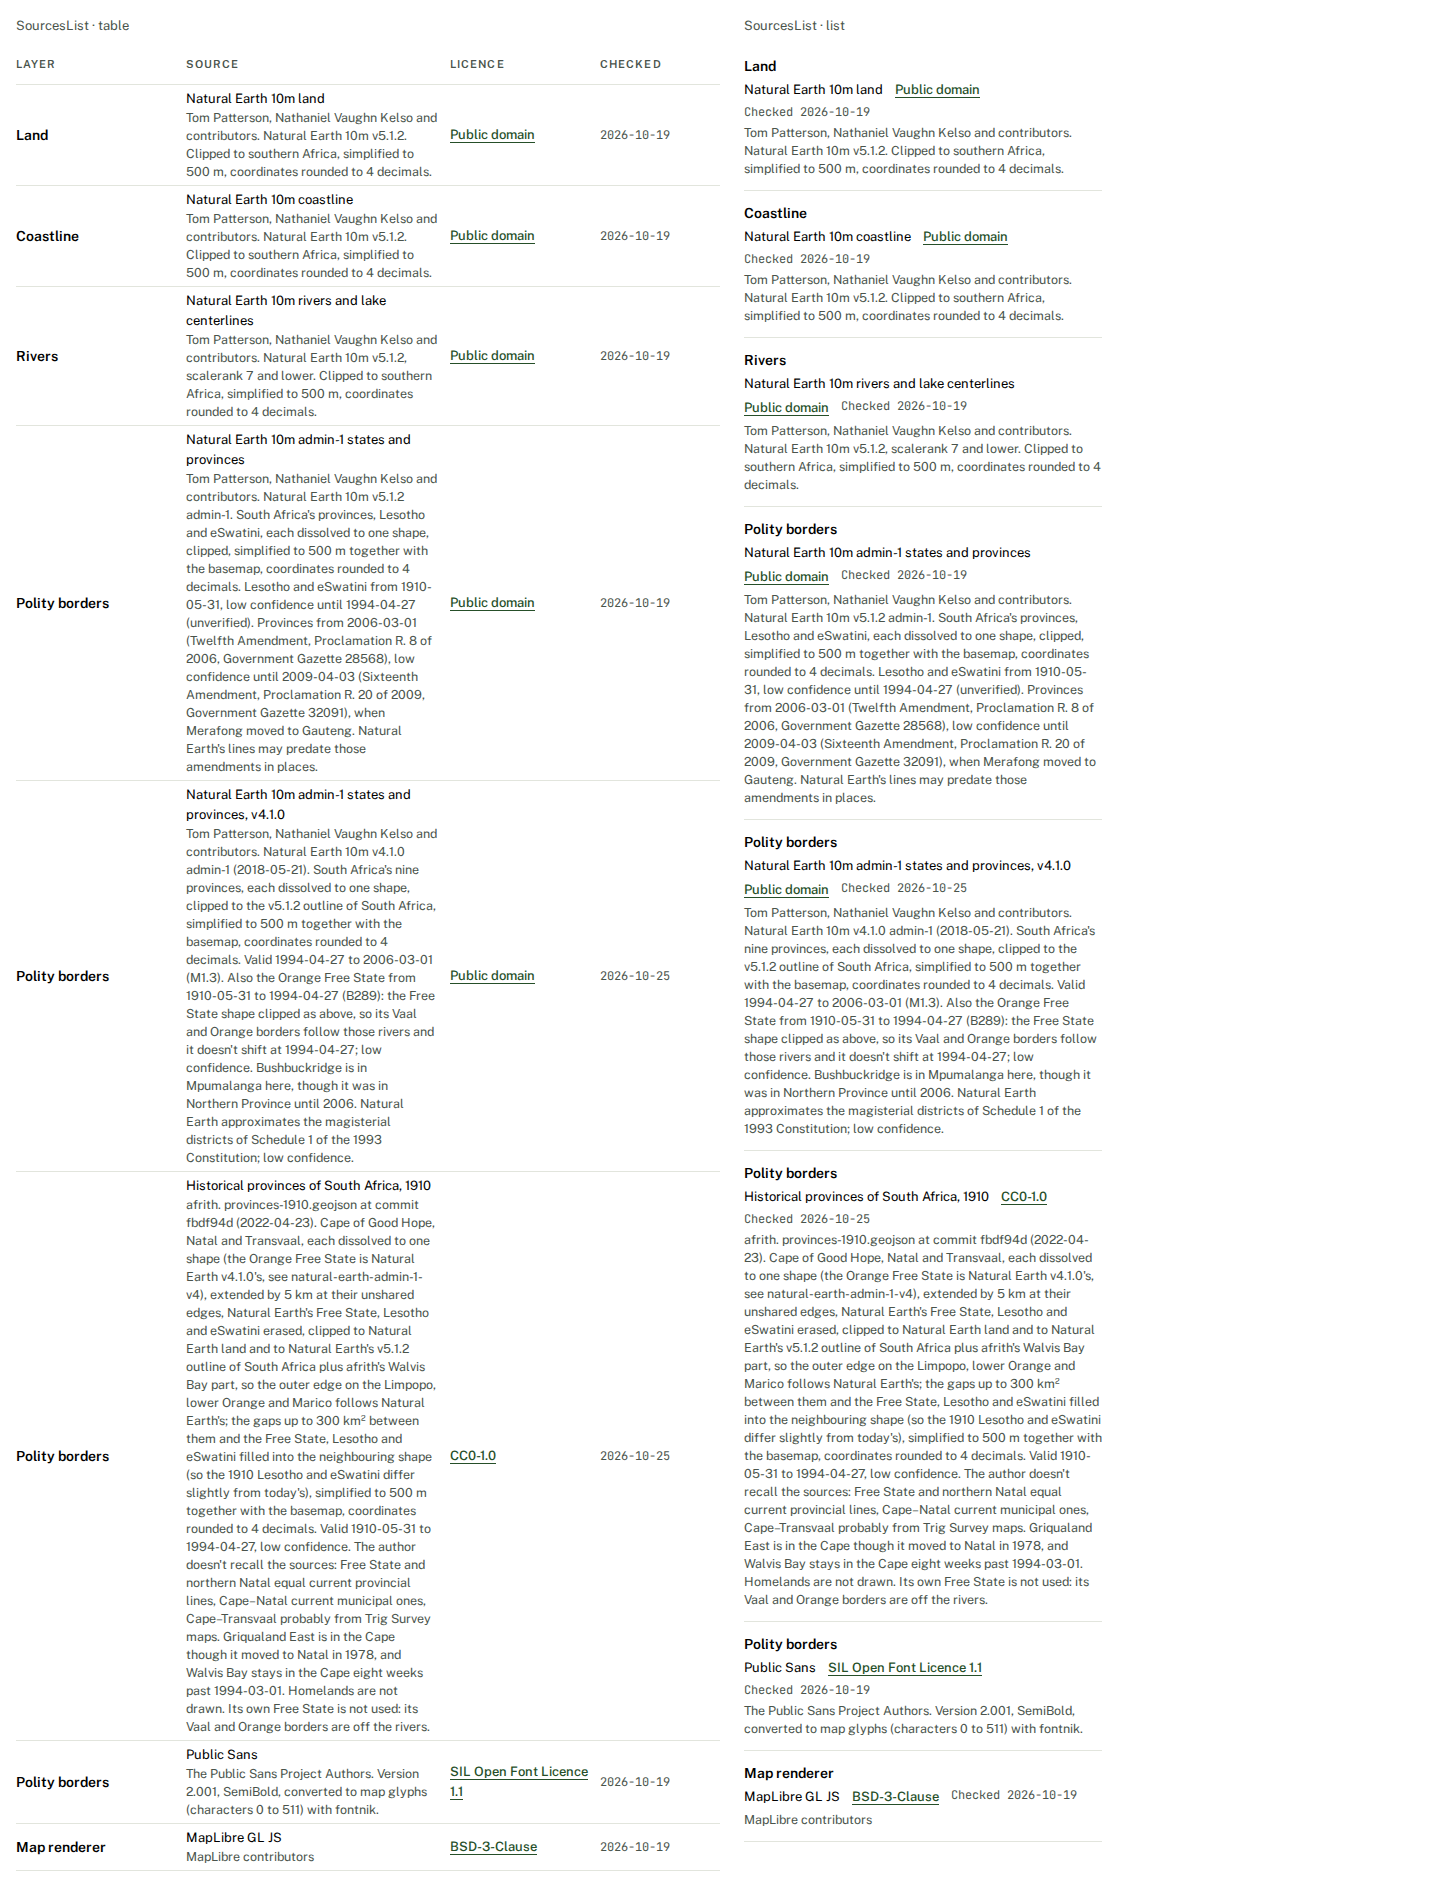 SourcesList · table
LAYER SOURCE LICENCE CHECKED
Natural Earth 10m land
Tom Patterson, Nathaniel Vaughn Kelso and
contributors. Natural Earth 10m v5.1.2.
Land Public domain 2026-10-19
Clipped to southern Africa, simplified to
500 m, coordinates rounded to 4 decimals.
Natural Earth 10m coastline
Tom Patterson, Nathaniel Vaughn Kelso and
contributors. Natural Earth 10m v5.1.2.
Coastline Public domain 2026-10-19
Clipped to southern Africa, simplified to
500 m, coordinates rounded to 4 decimals.
Natural Earth 10m rivers and lake
centerlines
Tom Patterson, Nathaniel Vaughn Kelso and
contributors. Natural Earth 10m v5.1.2,
Rivers Public domain 2026-10-19
scalerank 7 and lower. Clipped to southern
Africa, simplified to 500 m, coordinates
rounded to 4 decimals.
Natural Earth 10m admin-1 states and
provinces
Tom Patterson, Nathaniel Vaughn Kelso and
contributors. Natural Earth 10m v5.1.2
admin-1. South Africa's provinces, Lesotho
and eSwatini, each dissolved to one shape,
clipped, simplified to 500 m together with
the basemap, coordinates rounded to 4
decimals. Lesotho and eSwatini from 1910-
05-31, low confidence until 1994-04-27
Polity borders Public domain 2026-10-19
(unverified). Provinces from 2006-03-01
(Twelfth Amendment, Proclamation R. 8 of
2006, Government Gazette 28568), low
confidence until 2009-04-03 (Sixteenth
Amendment, Proclamation R. 20 of 2009,
Government Gazette 32091), when
Merafong moved to Gauteng. Natural
Earth's lines may predate those
amendments in places.
Natural Earth 10m admin-1 states and
provinces, v4.1.0
Tom Patterson, Nathaniel Vaughn Kelso and
contributors. Natural Earth 10m v4.1.0
admin-1 (2018-05-21). South Africa's nine
provinces, each dissolved to one shape,
clipped to the v5.1.2 outline of South Africa,
simplified to 500 m together with the
basemap, coordinates rounded to 4
decimals. Valid 1994-04-27 to 2006-03-01
(M1.3). Also the Orange Free State from
Polity borders Public domain 2026-10-25
1910-05-31 to 1994-04-27 (B289): the Free
State shape clipped as above, so its Vaal
and Orange borders follow those rivers and
it doesn't shift at 1994-04-27; low
confidence. Bushbuckridge is in
Mpumalanga here, though it was in
Northern Province until 2006. Natural
Earth approximates the magisterial
districts of Schedule 1 of the 1993
Constitution; low confidence.
Historical provinces of South Africa, 1910
afrith. provinces-1910.geojson at commit
fbdf94d (2022-04-23). Cape of Good Hope,
Natal and Transvaal, each dissolved to one
shape (the Orange Free State is Natural
Earth v4.1.0's, see natural-earth-admin-1-
v4), extended by 5 km at their unshared
edges, Natural Earth's Free State, Lesotho
and eSwatini erased, clipped to Natural
Earth land and to Natural Earth's v5.1.2
outline of South Africa plus afrith's Walvis
Bay part, so the outer edge on the Limpopo,
lower Orange and Marico follows Natural
Earth's; the gaps up to 300 km² between
them and the Free State, Lesotho and
eSwatini filled into the neighbouring shape
Polity borders CC0-1.0 2026-10-25
(so the 1910 Lesotho and eSwatini differ
slightly from today's), simplified to 500 m
together with the basemap, coordinates
rounded to 4 decimals. Valid 1910-05-31 to
1994-04-27, low confidence. The author
doesn't recall the sources: Free State and
northern Natal equal current provincial
lines, Cape–Natal current municipal ones,
Cape–Transvaal probably from Trig Survey
maps. Griqualand East is in the Cape
though it moved to Natal in 1978, and
Walvis Bay stays in the Cape eight weeks
past 1994-03-01. Homelands are not
drawn. Its own Free State is not used: its
Vaal and Orange borders are off the rivers.
Public Sans
The Public Sans Project Authors. Version
2.001, SemiBold, converted to map glyphs
(characters 0 to 511) with fontnik.
Polity borders SIL Open Font Licence
1.1 2026-10-19
MapLibre GL JS
MapLibre contributors
Map renderer BSD-3-Clause 2026-10-19
SourcesList · list
Land
Natural Earth 10m land Public domain
Checked 2026-10-19
Tom Patterson, Nathaniel Vaughn Kelso and contributors.
Natural Earth 10m v5.1.2. Clipped to southern Africa,
simplified to 500 m, coordinates rounded to 4 decimals.
Coastline
Natural Earth 10m coastline Public domain
Checked 2026-10-19
Tom Patterson, Nathaniel Vaughn Kelso and contributors.
Natural Earth 10m v5.1.2. Clipped to southern Africa,
simplified to 500 m, coordinates rounded to 4 decimals.
Rivers
Natural Earth 10m rivers and lake centerlines
Public domain Checked 2026-10-19
Tom Patterson, Nathaniel Vaughn Kelso and contributors.
Natural Earth 10m v5.1.2, scalerank 7 and lower. Clipped to
southern Africa, simplified to 500 m, coordinates rounded to 4
decimals.
Polity borders
Natural Earth 10m admin-1 states and provinces
Public domain Checked 2026-10-19
Tom Patterson, Nathaniel Vaughn Kelso and contributors.
Natural Earth 10m v5.1.2 admin-1. South Africa's provinces,
Lesotho and eSwatini, each dissolved to one shape, clipped,
simplified to 500 m together with the basemap, coordinates
rounded to 4 decimals. Lesotho and eSwatini from 1910-05-
31, low confidence until 1994-04-27 (unverified). Provinces
from 2006-03-01 (Twelfth Amendment, Proclamation R. 8 of
2006, Government Gazette 28568), low confidence until
2009-04-03 (Sixteenth Amendment, Proclamation R. 20 of
2009, Government Gazette 32091), when Merafong moved to
Gauteng. Natural Earth's lines may predate those
amendments in places.
Polity borders
Natural Earth 10m admin-1 states and provinces, v4.1.0
Public domain Checked 2026-10-25
Tom Patterson, Nathaniel Vaughn Kelso and contributors.
Natural Earth 10m v4.1.0 admin-1 (2018-05-21). South Africa's
nine provinces, each dissolved to one shape, clipped to the
v5.1.2 outline of South Africa, simplified to 500 m together
with the basemap, coordinates rounded to 4 decimals. Valid
1994-04-27 to 2006-03-01 (M1.3). Also the Orange Free
State from 1910-05-31 to 1994-04-27 (B289): the Free State
shape clipped as above, so its Vaal and Orange borders follow
those rivers and it doesn't shift at 1994-04-27; low
confidence. Bushbuckridge is in Mpumalanga here, though it
was in Northern Province until 2006. Natural Earth
approximates the magisterial districts of Schedule 1 of the
1993 Constitution; low confidence.
Polity borders
Historical provinces of South Africa, 1910 CC0-1.0
Checked 2026-10-25
afrith. provinces-1910.geojson at commit fbdf94d (2022-04-
23). Cape of Good Hope, Natal and Transvaal, each dissolved
to one shape (the Orange Free State is Natural Earth v4.1.0's,
see natural-earth-admin-1-v4), extended by 5 km at their
unshared edges, Natural Earth's Free State, Lesotho and
eSwatini erased, clipped to Natural Earth land and to Natural
Earth's v5.1.2 outline of South Africa plus afrith's Walvis Bay
part, so the outer edge on the Limpopo, lower Orange and
Marico follows Natural Earth's; the gaps up to 300 km²
between them and the Free State, Lesotho and eSwatini filled
into the neighbouring shape (so the 1910 Lesotho and eSwatini
differ slightly from today's), simplified to 500 m together with
the basemap, coordinates rounded to 4 decimals. Valid 1910-
05-31 to 1994-04-27, low confidence. The author doesn't
recall the sources: Free State and northern Natal equal
current provincial lines, Cape–Natal current municipal ones,
Cape–Transvaal probably from Trig Survey maps. Griqualand
East is in the Cape though it moved to Natal in 1978, and
Walvis Bay stays in the Cape eight weeks past 1994-03-01.
Homelands are not drawn. Its own Free State is not used: its
Vaal and Orange borders are off the rivers.
Polity borders
Public Sans SIL Open Font Licence 1.1
Checked 2026-10-19
The Public Sans Project Authors. Version 2.001, SemiBold,
converted to map glyphs (characters 0 to 511) with fontnik.
Map renderer
MapLibre GL JS BSD-3-Clause Checked 2026-10-19
MapLibre contributors